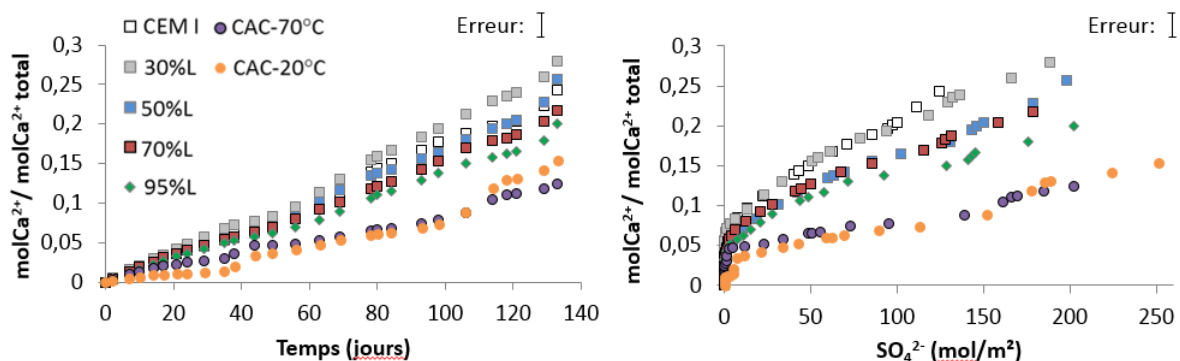 Erreur:
molCa²⁺/ molCa²⁺ total
0,3
0,25
0,2
0,15
0,1
0,05
0
CEM I
CAC-70°C
30%L
CAC-20°C
50%L
70%L
95%L
0 20 40 60 80 100 120 140
Temps (jours)
Erreur:
molCa²⁺/ molCa²⁺ total
0,3
0,25
0,2
0,15
0,1
0,05
0
0 50 100 150 200 250
SO₄²⁻ (mol/m²)